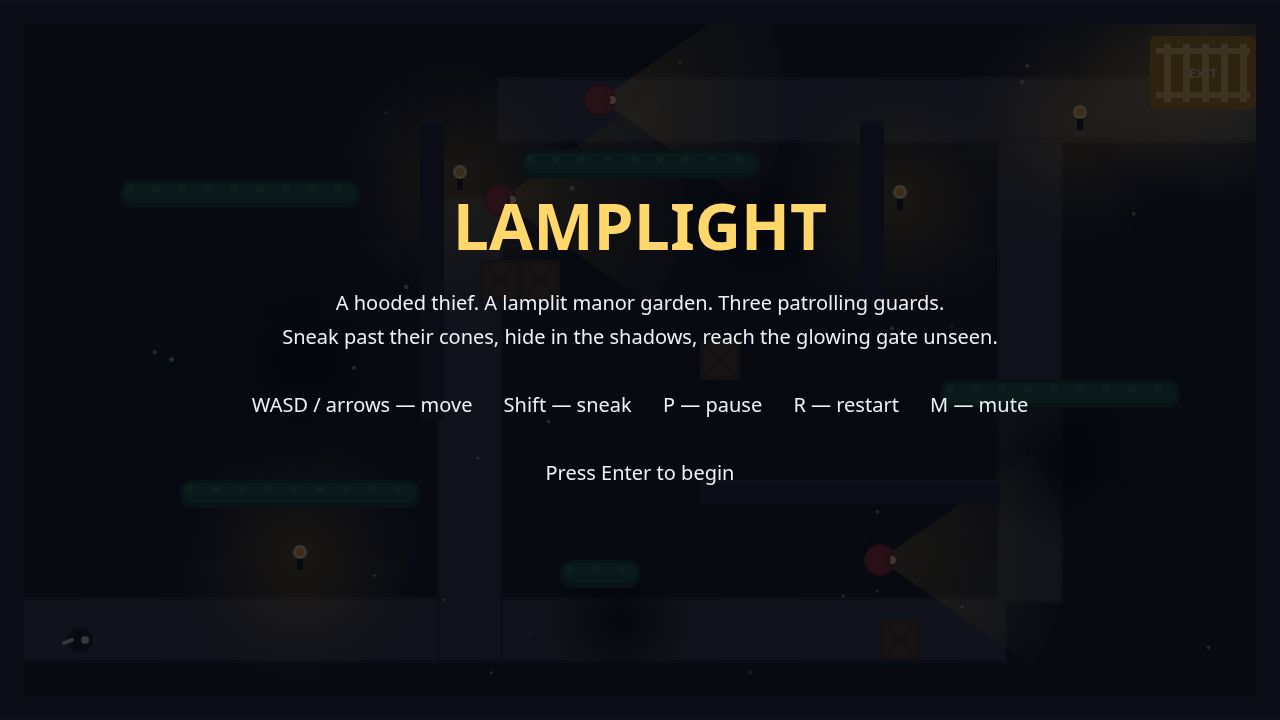 EXIT
LAMPLIGHT
A hooded thief. A lamplit manor garden. Three patrolling guards.
Sneak past their cones, hide in the shadows, reach the glowing gate unseen.
WASD / arrows — move Shift — sneak P — pause R — restart M — mute
Press Enter to begin